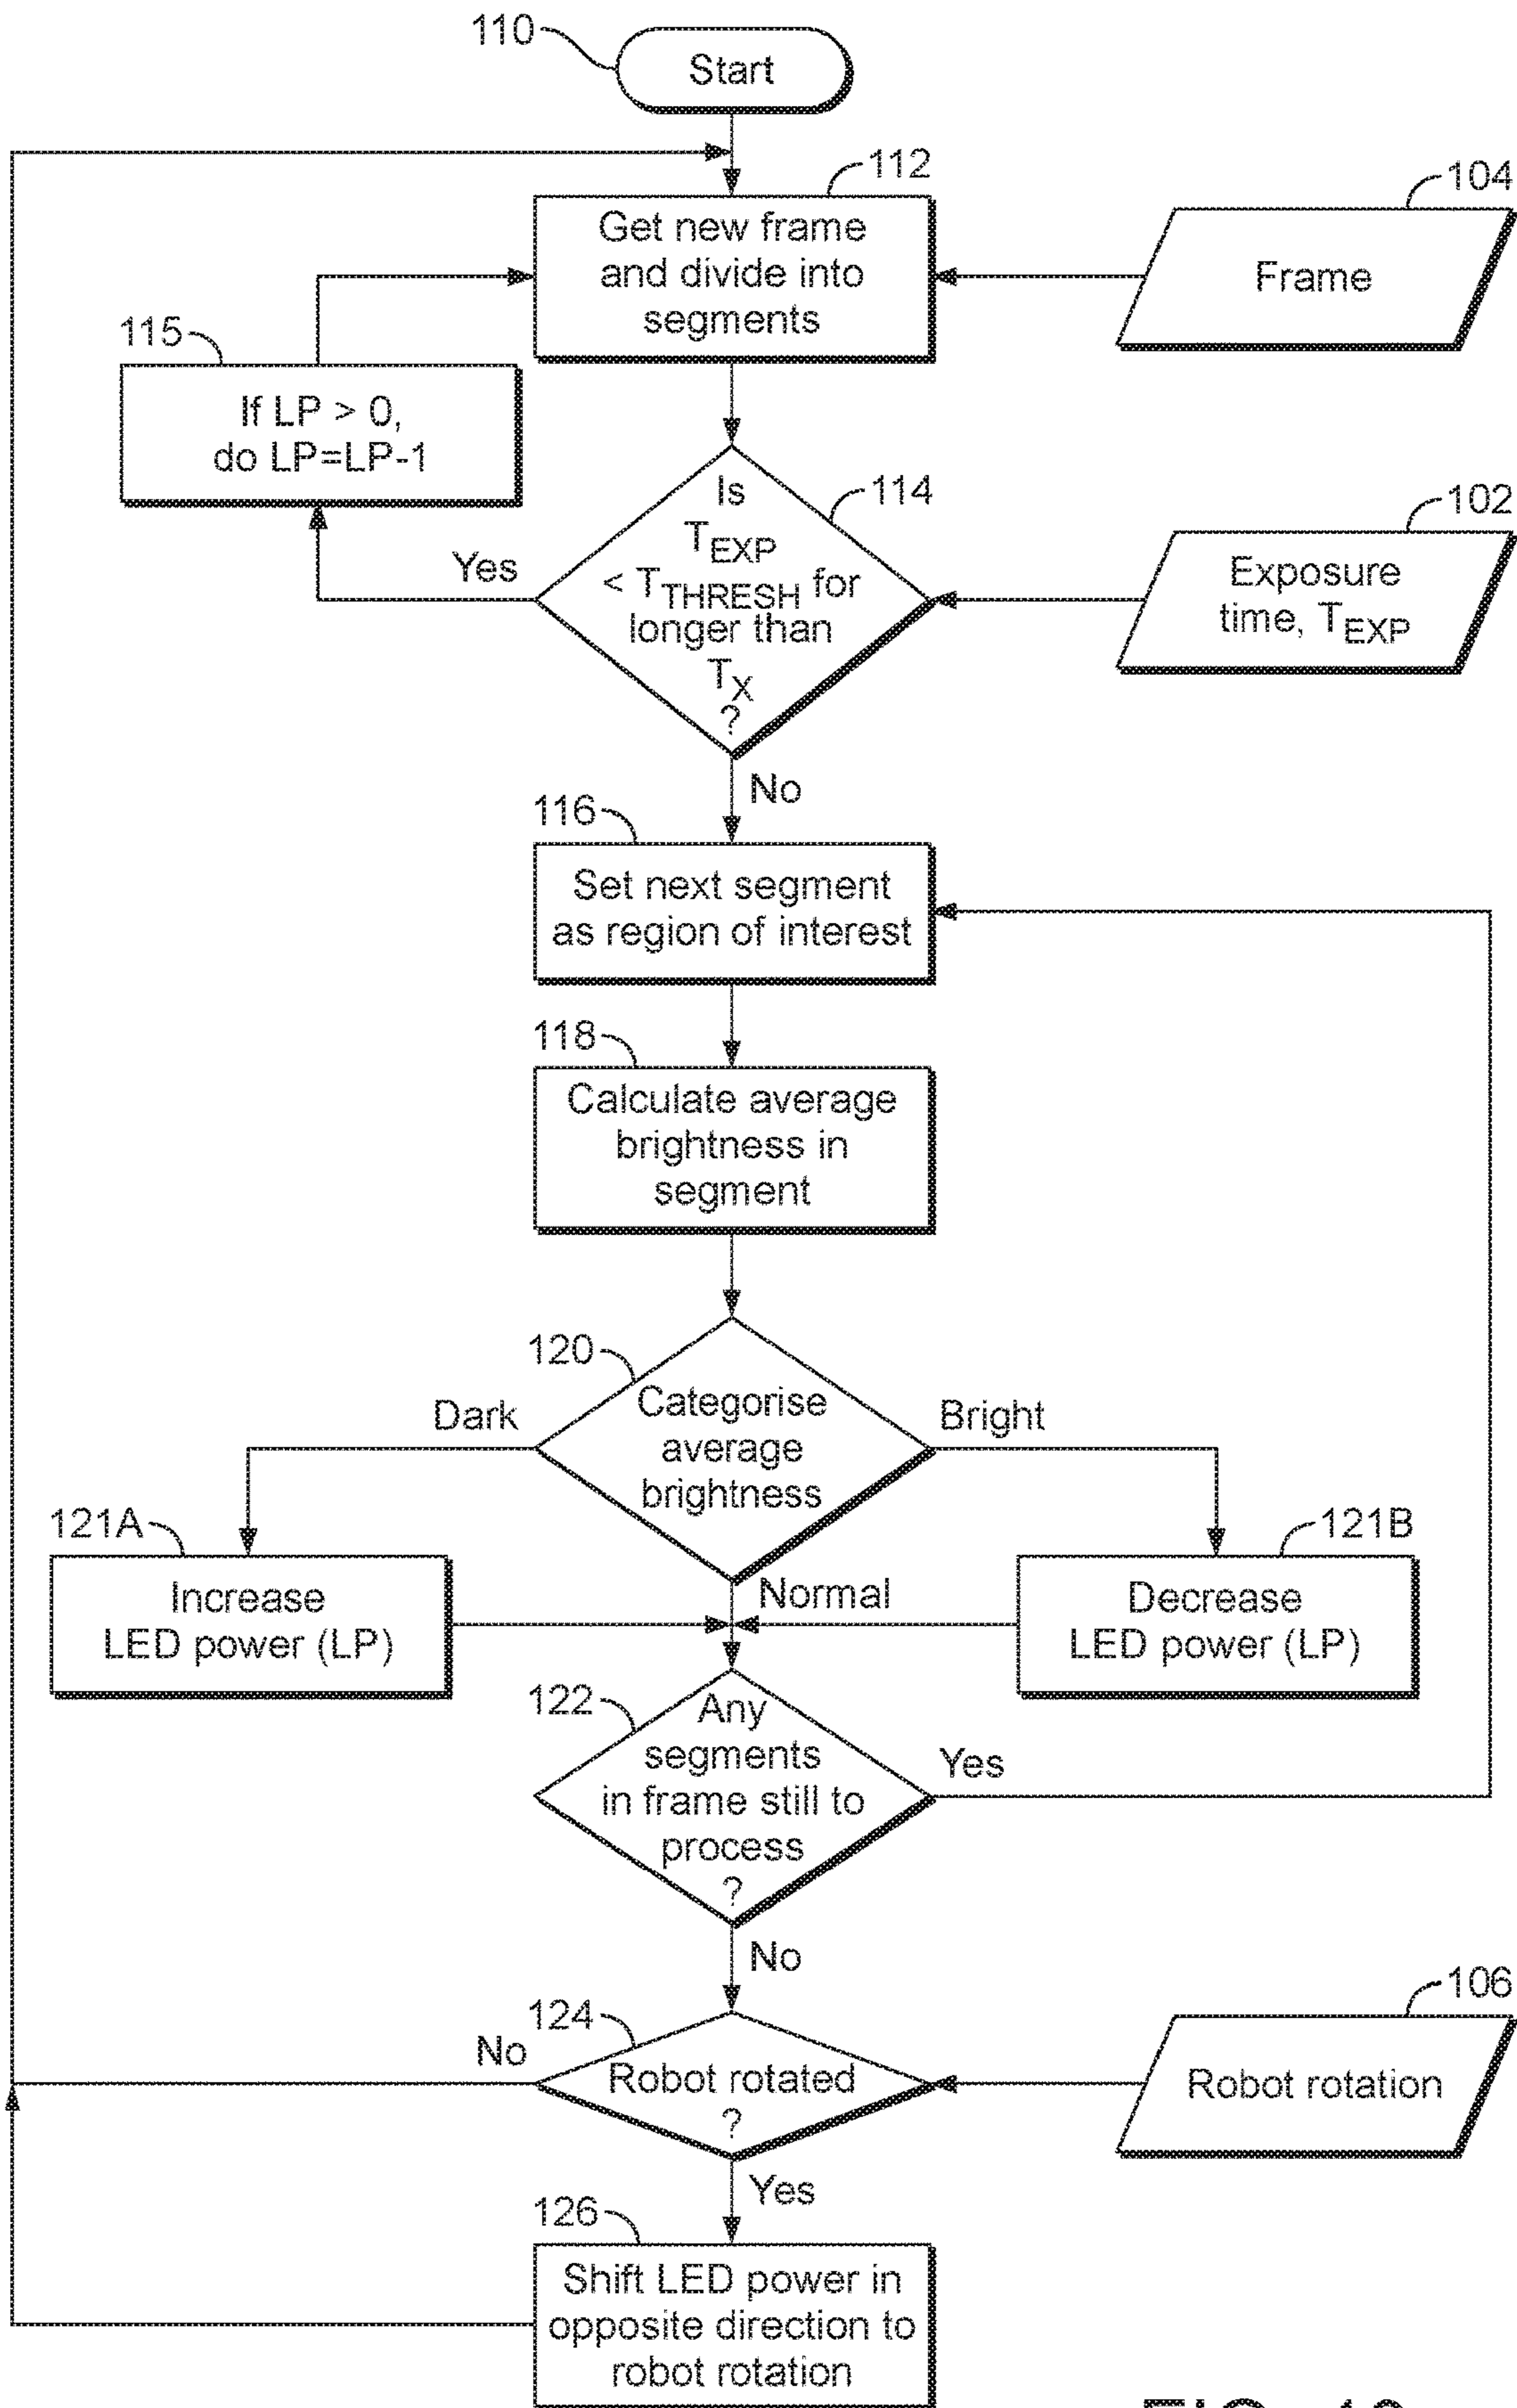 110
Start
112
Get new frame
and divide into
segments
104
Frame
115
If LP > 0,
do LP=LP-1
114
Is
T_EXP
< T_THRESH for
longer than
T_X
?
Yes
102
Exposure
time, T_EXP
No
116
Set next segment
as region of interest
118
Calculate average
brightness in
segment
120
Categorise
average
brightness
Dark
Bright
Normal
121A
Increase
LED power (LP)
121B
Decrease
LED power (LP)
122
Any
segments
in frame still to
process
?
Yes
No
124
Robot rotated
?
No
106
Robot rotation
Yes
126
Shift LED power in
opposite direction to
robot rotation